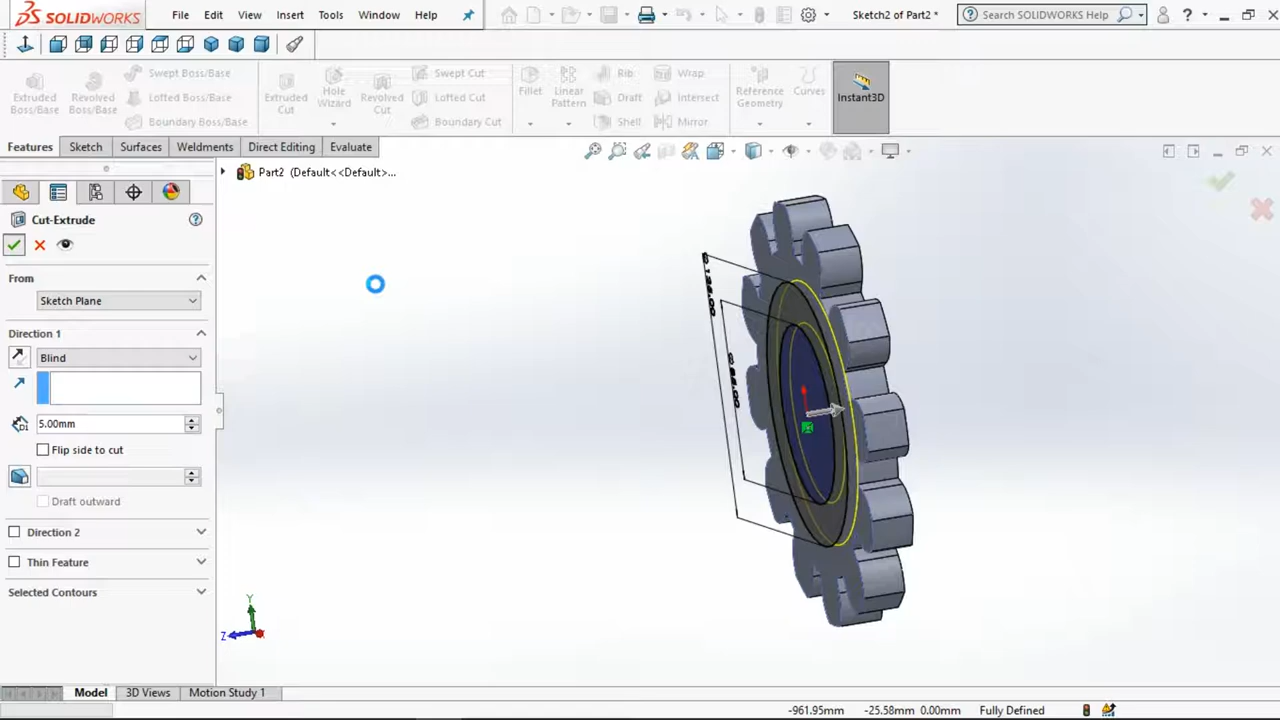 SOLIDWORKS File Edit View Insert Tools Window Help Sketch2 of Part2 * Search SOLIDWORKS Help ?
Extruded Boss/Base
Revolved Boss/Base
Swept Boss/Base
Lofted Boss/Base
Boundary Boss/Base
Extruded Cut
Hole Wizard
Revolved Cut
Swept Cut
Lofted Cut
Boundary Cut
Fillet
Linear Pattern
Rib
Draft
Shell
Wrap
Intersect
Mirror
Reference Geometry
Curves
Instant3D
Features Sketch Surfaces Weldments Direct Editing Evaluate
Part2 (Default<<Default>...
Cut-Extrude
From
Sketch Plane
Direction 1
Blind
5.00mm
Flip side to cut
Draft outward
Direction 2
Thin Feature
Selected Contours
Y
Z
Model 3D Views Motion Study 1
-961.95mm -25.58mm 0.00mm Fully Defined